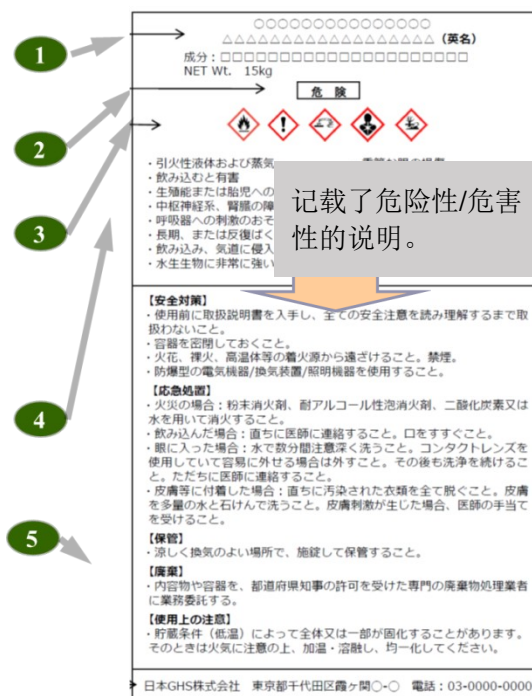 ○○○○○○○○○○○○○○○
△△△△△△△△△△△△△△△△△△ (英名)
成分：□□□□□□□□□□□□□□□□□□□□□
NET Wt. 15kg
危 険
・引火性液体および蒸気
・飲み込むと有害
・生殖能または胎児への
・中枢神経系、腎臓の障
・呼吸器への刺激のおそ
・長期、または反復ばく
・飲み込み、気道に侵入
・水生生物に非常に強い
记载了危险性/危害
性的说明。
【安全対策】
・使用前に取扱説明書を入手し、全ての安全注意を読み理解するまで取
扱わないこと。
・容器を密閉しておくこと。
・火花、裸火、高温体等の着火源から遠ざけること。禁煙。
・防爆型の電気機器/換気装置/照明機器を使用すること。
【応急処置】
・火災の場合：粉末消火剤、耐アルコール性泡消火剤、二酸化炭素又は
水を用いて消火すること。
・飲み込んだ場合：直ちに医師に連絡すること。口をすすぐこと。
・眼に入った場合：水で数分間注意深く洗うこと。コンタクトレンズを
使用していて容易に外せる場合は外すこと。その後も洗浄を続けるこ
と、ただちに医師に連絡すること。
・皮膚等に付着した場合：直ちに汚染された衣類を全て脱ぐこと。皮膚
を多量の水と石けんで洗うこと。皮膚刺激が生じた場合、医師の手当て
を受けること。
【保管】
・涼しく換気のよい場所で、施錠して保管すること。
【廃棄】
・内容物や容器を、都道府県知事の許可を受けた専門の廃棄物処理業者
に業務委託する。
【使用上の注意】
・貯蔵条件（低温）によって全体又は一部が固化することがあります。
そのときは火気に注意の上、加温・溶融し、均一化してください。
日本GHS株式会社 東京都千代田区霞ヶ関○-○ 電話：03-0000-0000
1
2
3
4
5